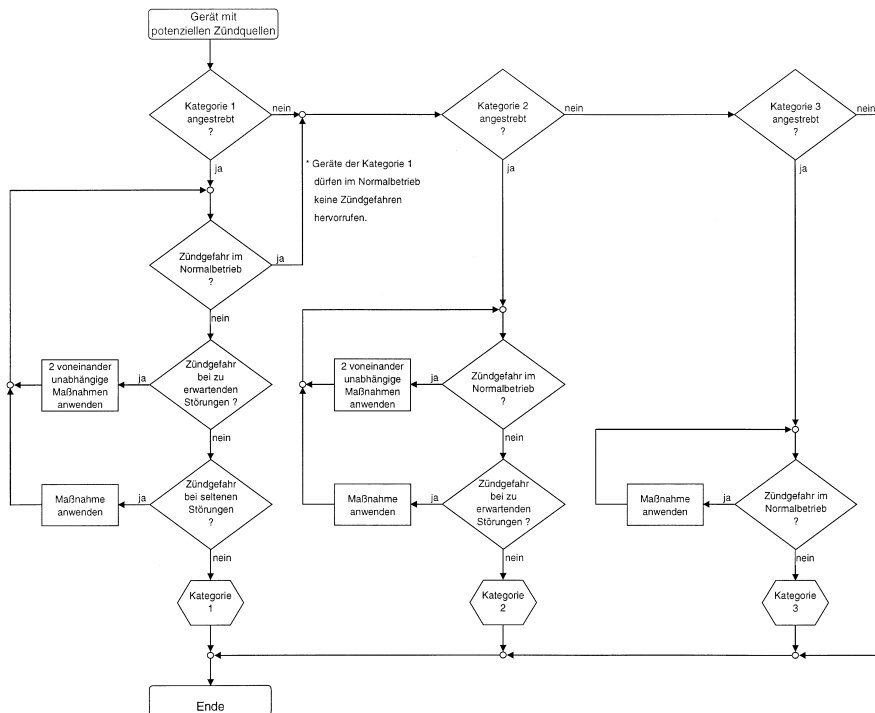 Gerät mit
potenziellen Zündquellen
Kategorie 1
angestrebt
?
nein
ja
Kategorie 2
angestrebt
?
nein
ja
Kategorie 3
angestrebt
?
nein
ja
* Geräte der Kategorie 1
dürfen im Normalbetrieb
keine Zündgefahren
hervorrufen.
Zündgefahr im
Normalbetrieb
?
ja
nein
2 voneinander
unabhängige
Maßnahmen
anwenden
ja
Zündgefahr
bei zu
erwartenden
Störungen ?
nein
2 voneinander
unabhängige
Maßnahmen
anwenden
ja
Zündgefahr im
Normalbetrieb
?
nein
Maßnahme
anwenden
ja
Zündgefahr
bei seltenen
Störungen
?
nein
Maßnahme
anwenden
ja
Zündgefahr
bei zu
erwartenden
Störungen ?
nein
Maßnahme
anwenden
ja
Zündgefahr im
Normalbetrieb
?
nein
Kategorie
1
Kategorie
2
Kategorie
3
Ende